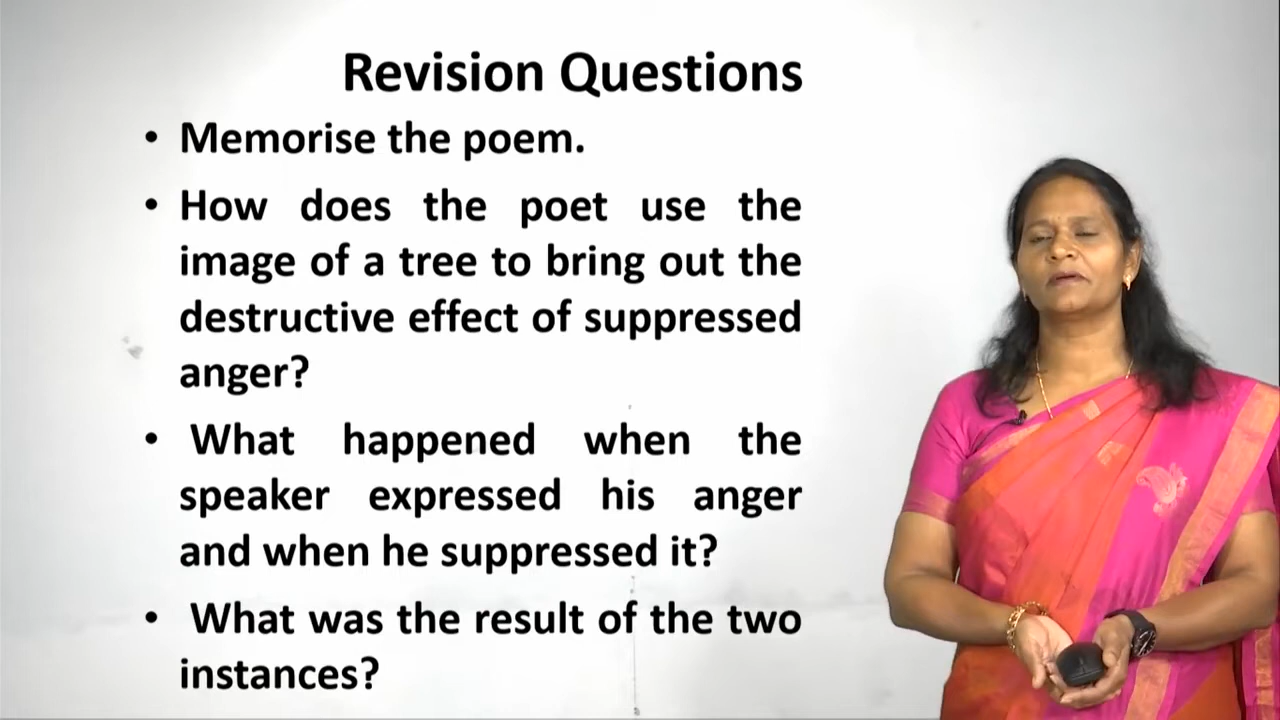 Revision Questions
• Memorise the poem.
• How does the poet use the
image of a tree to bring out the
destructive effect of suppressed
anger?
• What happened when the
speaker expressed his anger
and when he suppressed it?
• What was the result of the two
instances?